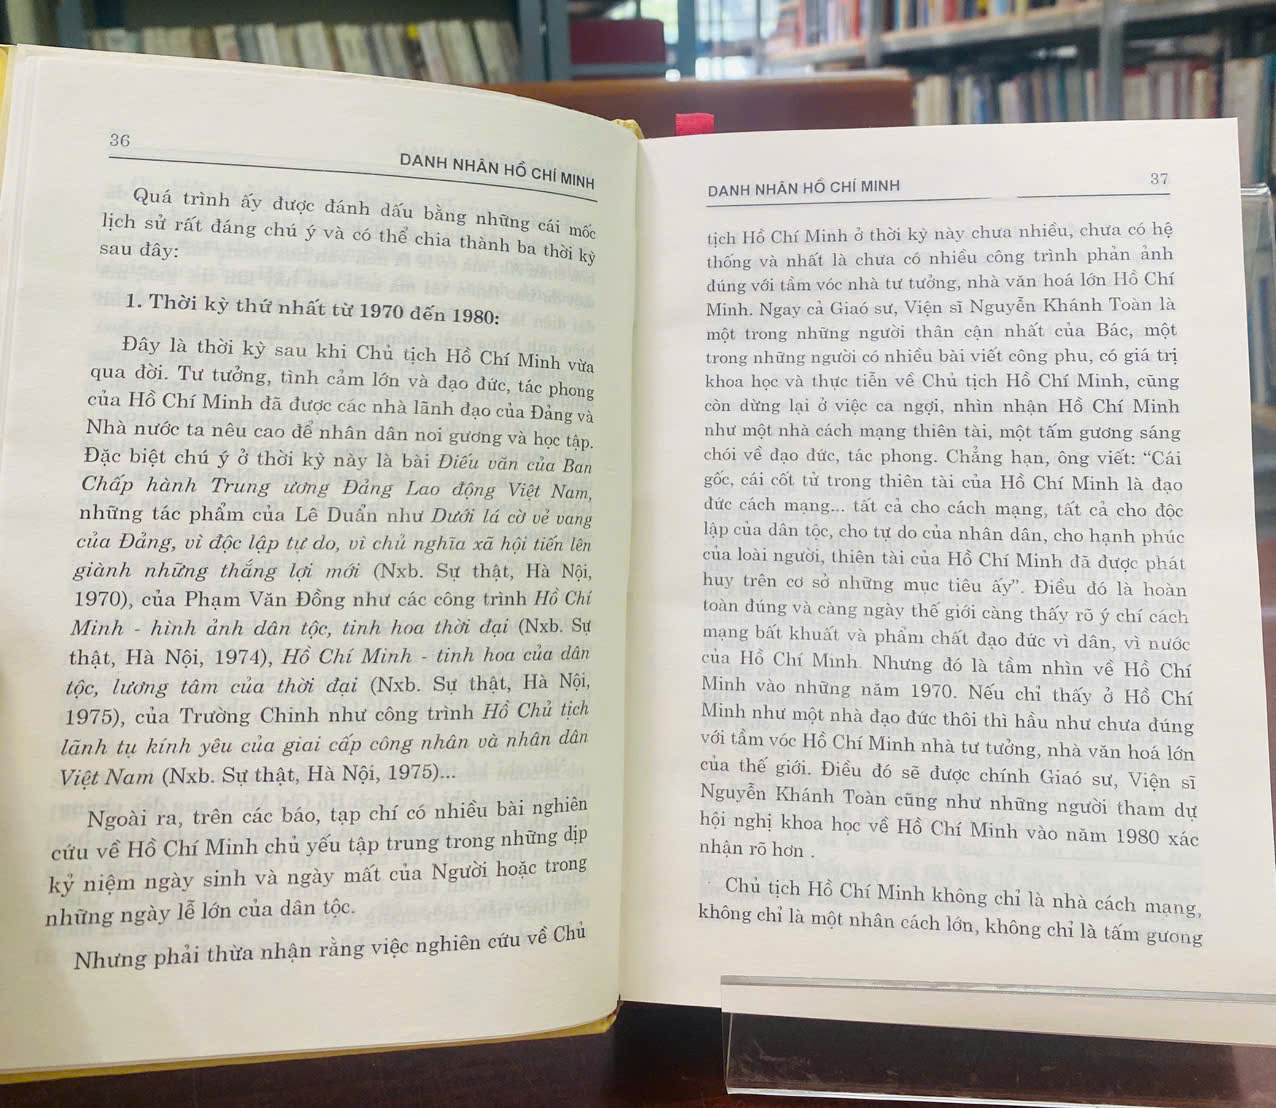 36
DANH NHÂN HỒ CHÍ MINH
Quá trình ấy được đánh dấu bằng những cái mốc
lịch sử rất đáng chú ý và có thể chia thành ba thời kỳ
sau đây:
1. Thời kỳ thứ nhất từ 1970 đến 1980:
Đây là thời kỳ sau khi Chủ tịch Hồ Chí Minh vừa
qua đời. Tư tưởng, tình cảm lớn và đạo đức, tác phong
của Hồ Chí Minh đã được các nhà lãnh đạo của Đảng và
Nhà nước ta nêu cao để nhân dân noi gương và học tập.
Đặc biệt chú ý ở thời kỳ này là bài Điếu văn của Ban
Chấp hành Trung ương Đảng Lao động Việt Nam,
những tác phẩm của Lê Duẩn như Dưới lá cờ vẻ vang
của Đảng, vì độc lập tự do, vì chủ nghĩa xã hội tiến lên
giành những thắng lợi mới (Nxb. Sự thật, Hà Nội,
1970), của Phạm Văn Đồng như các công trình Hồ Chí
Minh - hình ảnh dân tộc, tinh hoa thời đại (Nxb. Sự
thật, Hà Nội, 1974), Hồ Chí Minh - tinh hoa của dân
tộc, lương tâm của thời đại (Nxb. Sự thật, Hà Nội,
1975), của Trường Chinh như công trình Hồ Chủ tịch
lãnh tụ kính yêu của giai cấp công nhân và nhân dân
Việt Nam (Nxb. Sự thật, Hà Nội, 1975)...
Ngoài ra, trên các báo, tạp chí có nhiều bài nghiên
cứu về Hồ Chí Minh chủ yếu tập trung trong những dịp
kỷ niệm ngày sinh và ngày mất của Người hoặc trong
những ngày lễ lớn của dân tộc.
Nhưng phải thừa nhận rằng việc nghiên cứu về Chủ
DANH NHÂN HỒ CHÍ MINH
37
tịch Hồ Chí Minh ở thời kỳ này chưa nhiều, chưa có hệ
thống và nhất là chưa có nhiều công trình phản ảnh
đúng với tầm vóc nhà tư tưởng, nhà văn hoá lớn Hồ Chí
Minh. Ngay cả Giaó sư, Viện sĩ Nguyễn Khánh Toàn là
một trong những người thân cận nhất của Bác, một
trong những người có nhiều bài viết công phu, có giá trị
khoa học và thực tiễn về Chủ tịch Hồ Chí Minh, cũng
còn dừng lại ở việc ca ngợi, nhìn nhận Hồ Chí Minh
như một nhà cách mạng thiên tài, một tấm gương sáng
chói về đạo đức, tác phong. Chẳng hạn, ông viết: “Cái
gốc, cái cốt tử trong thiên tài của Hồ Chí Minh là đạo
đức cách mạng... tất cả cho cách mạng, tất cả cho độc
lập của dân tộc, cho tự do của nhân dân, cho hạnh phúc
của loài người, thiên tài của Hồ Chí Minh đã được phát
huy trên cơ sở những mục tiêu ấy”. Điều đó là hoàn
toàn đúng và càng ngày thế giới càng thấy rõ ý chí cách
mạng bất khuất và phẩm chất đạo đức vì dân, vì nước
của Hồ Chí Minh. Nhưng đó là tầm nhìn về Hồ Chí
Minh vào những năm 1970. Nếu chỉ thấy ở Hồ Chí
Minh như một nhà đạo đức thôi thì hầu như chưa đúng
với tầm vóc Hồ Chí Minh nhà tư tưởng, nhà văn hoá lớn
của thế giới. Điều đó sẽ được chính Giaó sư, Viện sĩ
Nguyễn Khánh Toàn cũng như những người tham dự
hội nghị khoa học về Hồ Chí Minh vào năm 1980 xác
nhận rõ hơn .
Chủ tịch Hồ Chí Minh không chỉ là nhà cách mạng,
không chỉ là một nhân cách lớn, không chỉ là tấm gương